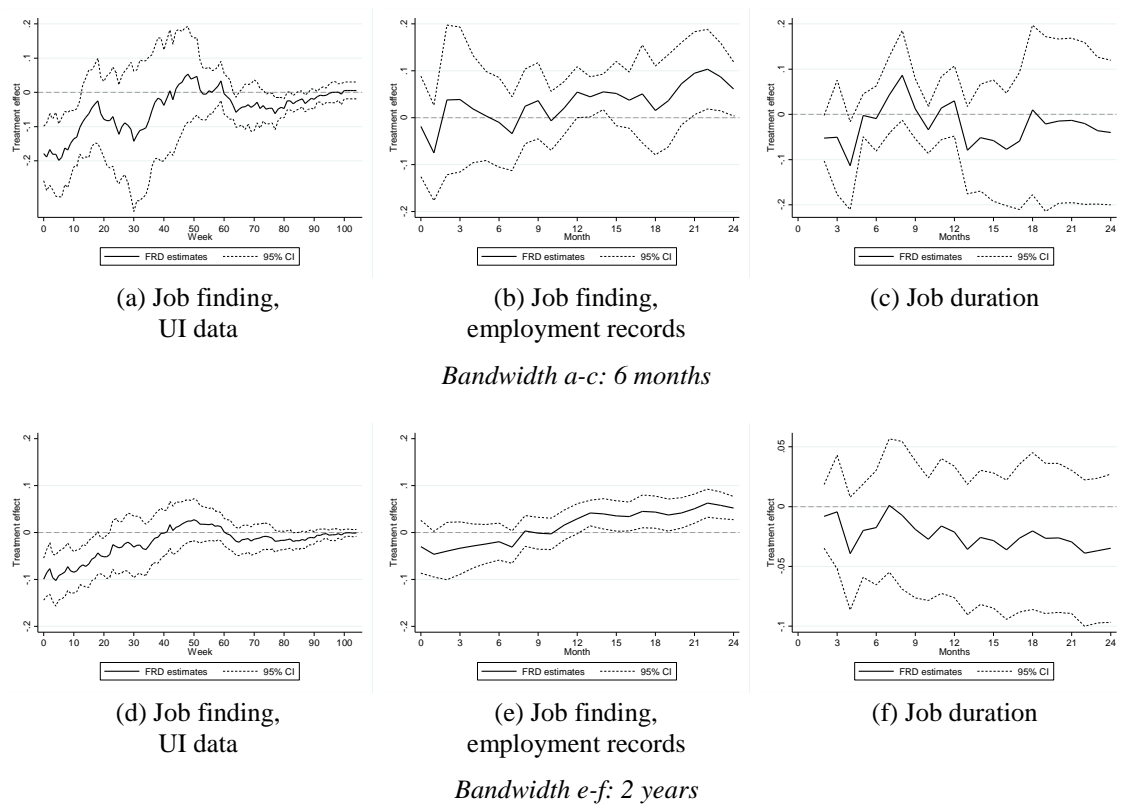 .2
.1
0
-.1
-.2
Treatment effect
0 10 20 30 40 50 60 70 80 90 100
Week
FRD estimates 95% CI
(a) Job finding,
UI data
.2
.1
0
-.1
-.2
Treatment effect
0 3 6 9 12 15 18 21 24
Month
FRD estimates 95% CI
(b) Job finding,
employment records
.2
.1
0
-.1
-.2
Treatment effect
0 3 6 9 12 15 18 21 24
Months
FRD estimates 95% CI
(c) Job duration
Bandwidth a-c: 6 months
.2
.1
0
-.1
-.2
Treatment effect
0 10 20 30 40 50 60 70 80 90 100
Week
FRD estimates 95% CI
(d) Job finding,
UI data
.2
.1
0
-.1
-.2
Treatment effect
0 3 6 9 12 15 18 21 24
Month
FRD estimates 95% CI
(e) Job finding,
employment records
.05
0
-.05
-.1
Treatment effect
0 3 6 9 12 15 18 21 24
Months
FRD estimates 95% CI
(f) Job duration
Bandwidth e-f: 2 years